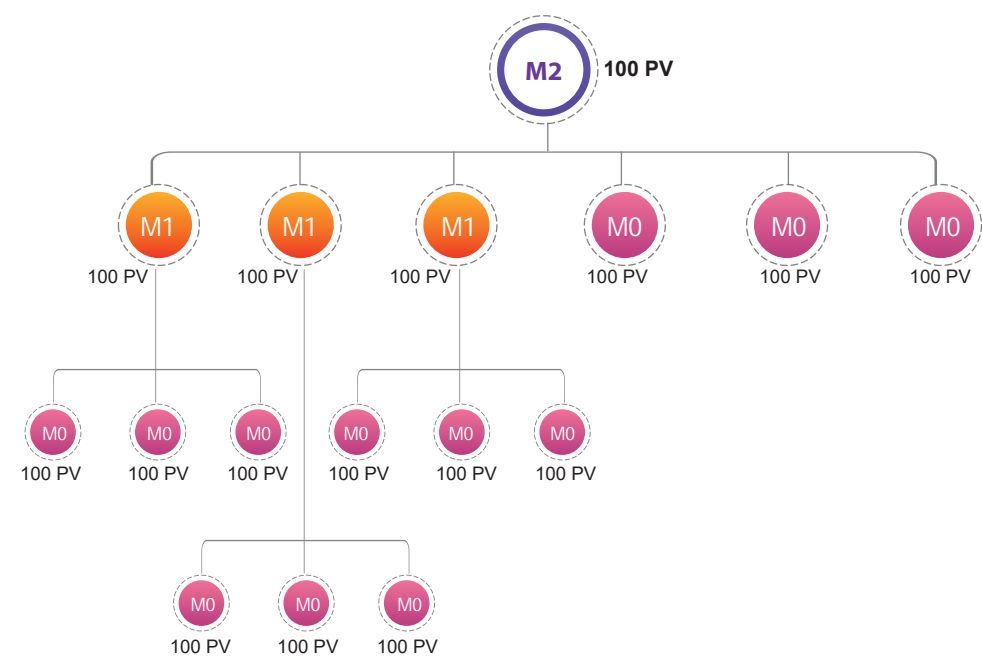 M2 100 PV
M1 M1 M1 M0 M0 M0
100 PV 100 PV 100 PV 100 PV 100 PV 100 PV
M0 M0 M0 M0 M0 M0
100 PV 100 PV 100 PV 100 PV 100 PV 100 PV
M0 M0 M0
100 PV 100 PV 100 PV